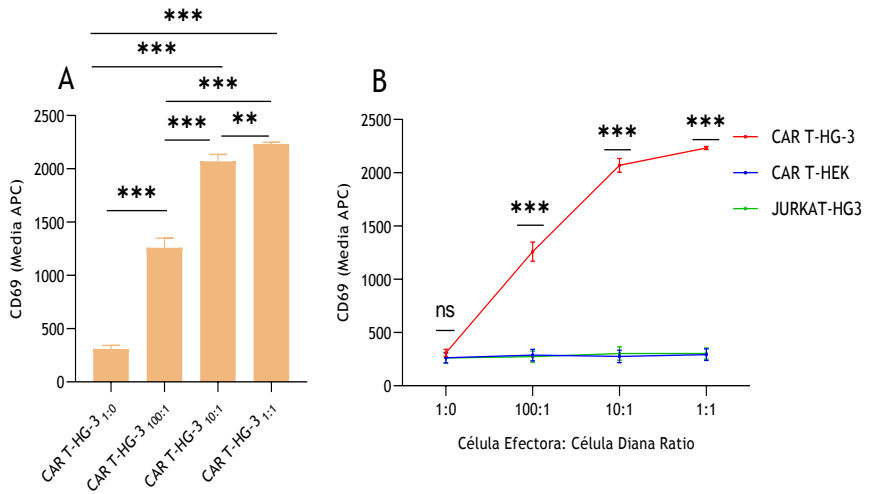 ***
***
A
***
***
**
***
CD69 (Media APC)
2500
2000
1500
1000
500
0
CAR T-HG-3 1:0
CAR T-HG-3 100:1
CAR T-HG-3 10:1
CAR T-HG-3 1:1
B
CD69 (Media APC)
2500
2000
1500
1000
500
0
ns
***
***
***
1:0
100:1
10:1
1:1
Célula Efectora: Célula Diana Ratio
CAR T-HG-3
CAR T-HEK
JURKAT-HG3